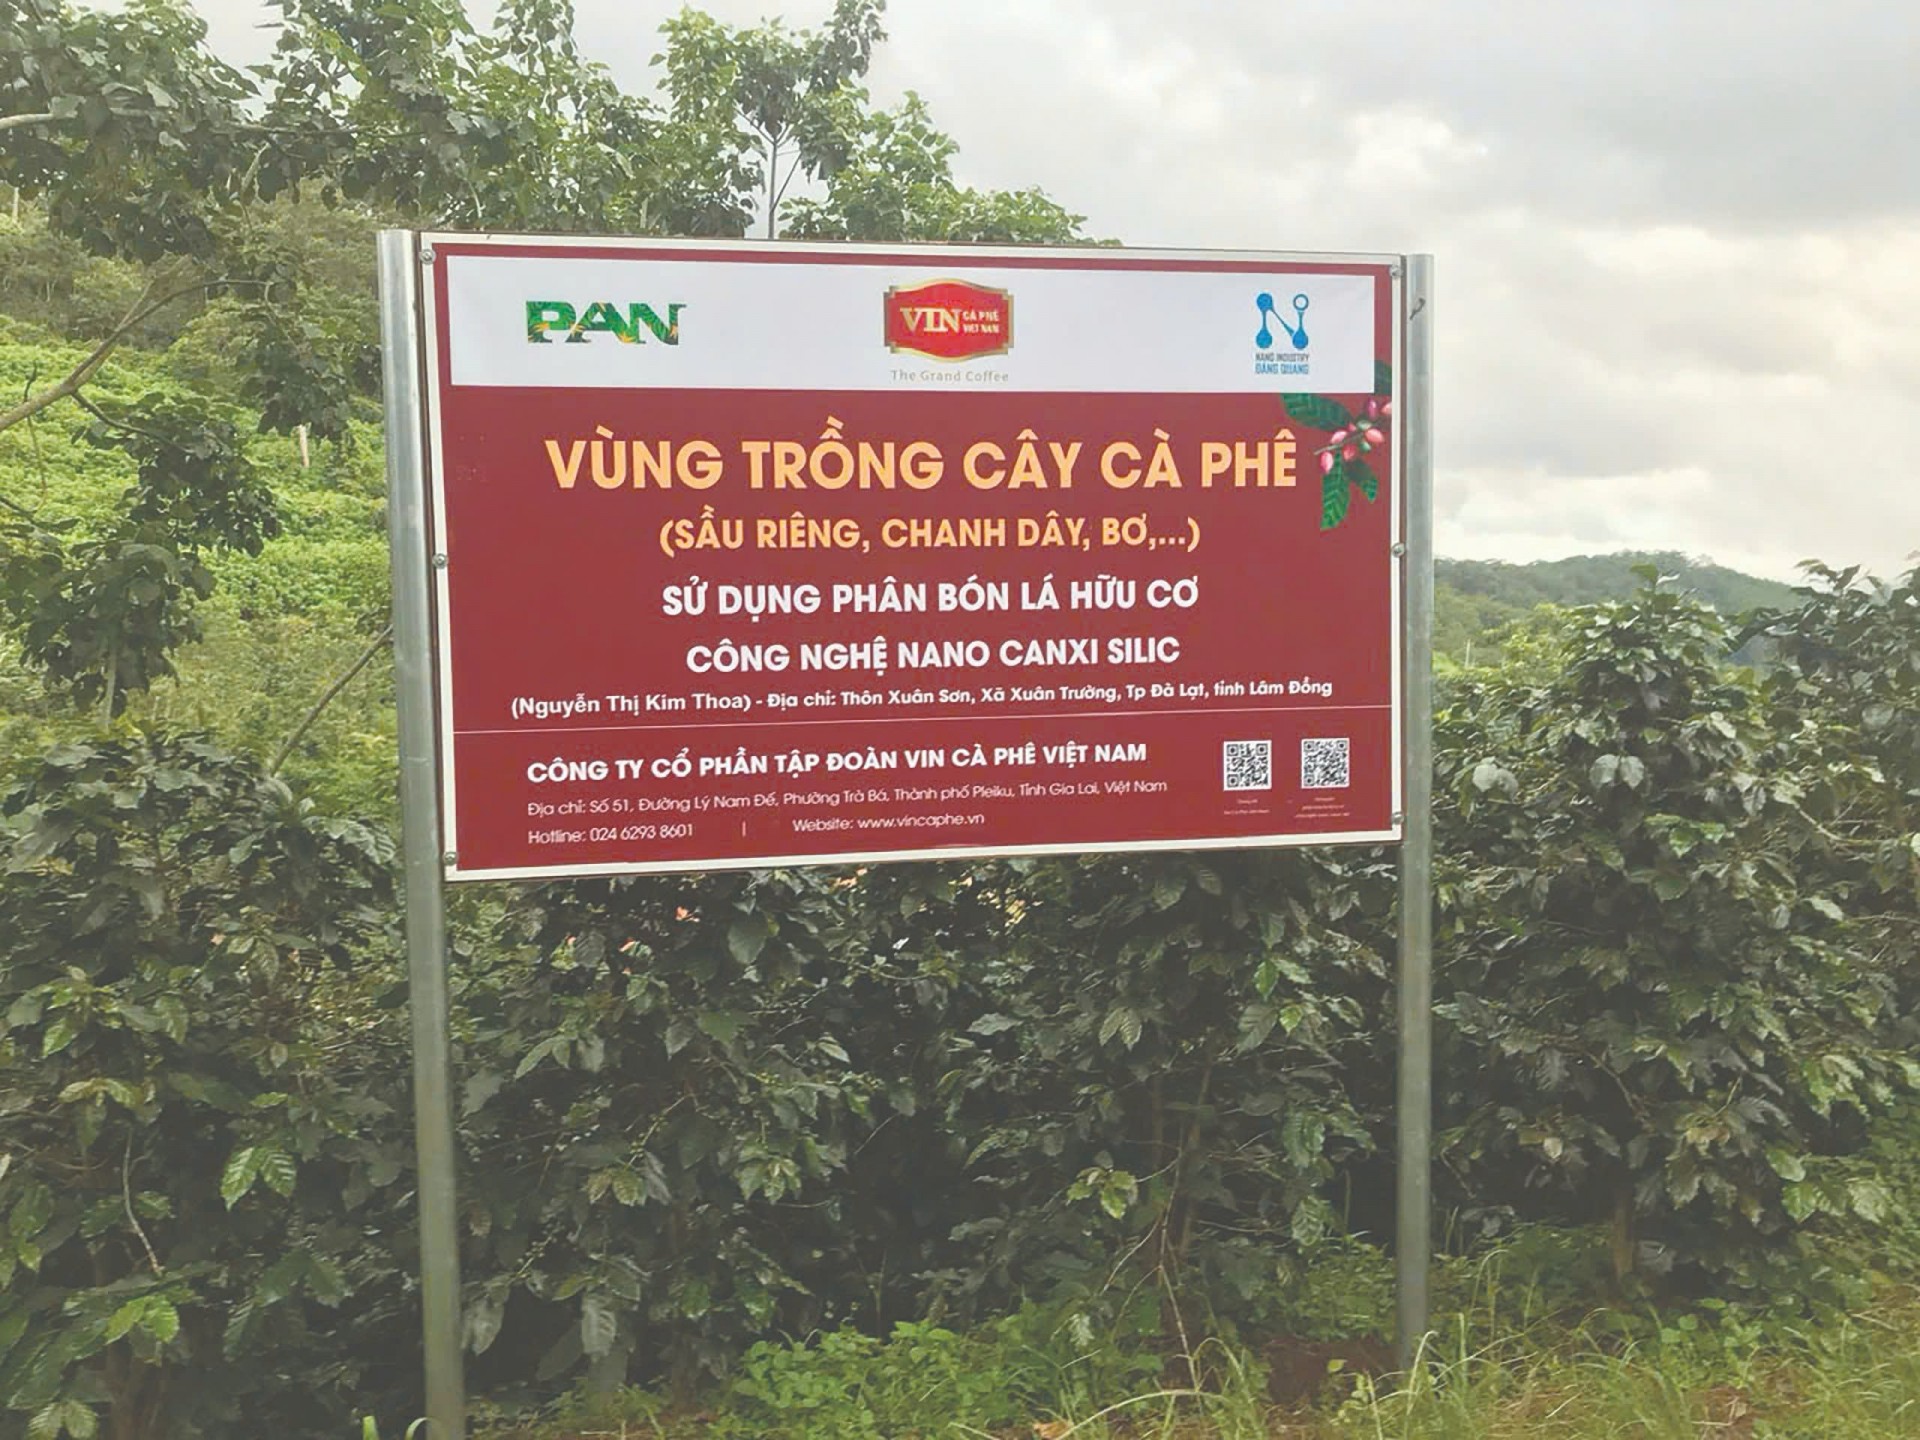 PAN
VIN CÀ PHÊ VIỆT NAM
The Grand Coffee
NANO INDUSTRY
ĐĂNG QUANG
VÙNG TRỒNG CÂY CÀ PHÊ
(SẦU RIÊNG, CHANH DÂY, BƠ,...)
SỬ DỤNG PHÂN BÓN LÁ HỮU CƠ
CÔNG NGHỆ NANO CANXI SILIC
(Nguyễn Thị Kim Thoa) - Địa chỉ: Thôn Xuân Sơn, Xã Xuân Trường, Tp Đà Lạt, tỉnh Lâm Đồng
CÔNG TY CỔ PHẦN TẬP ĐOÀN VIN CÀ PHÊ VIỆT NAM
Địa chỉ: Số 51, Đường Lý Nam Đế, Phường Trà Bá, Thành phố Pleiku, Tỉnh Gia Lai, Việt Nam
Hotline: 024 6293 8601 | Website: www.vincaphe.vn